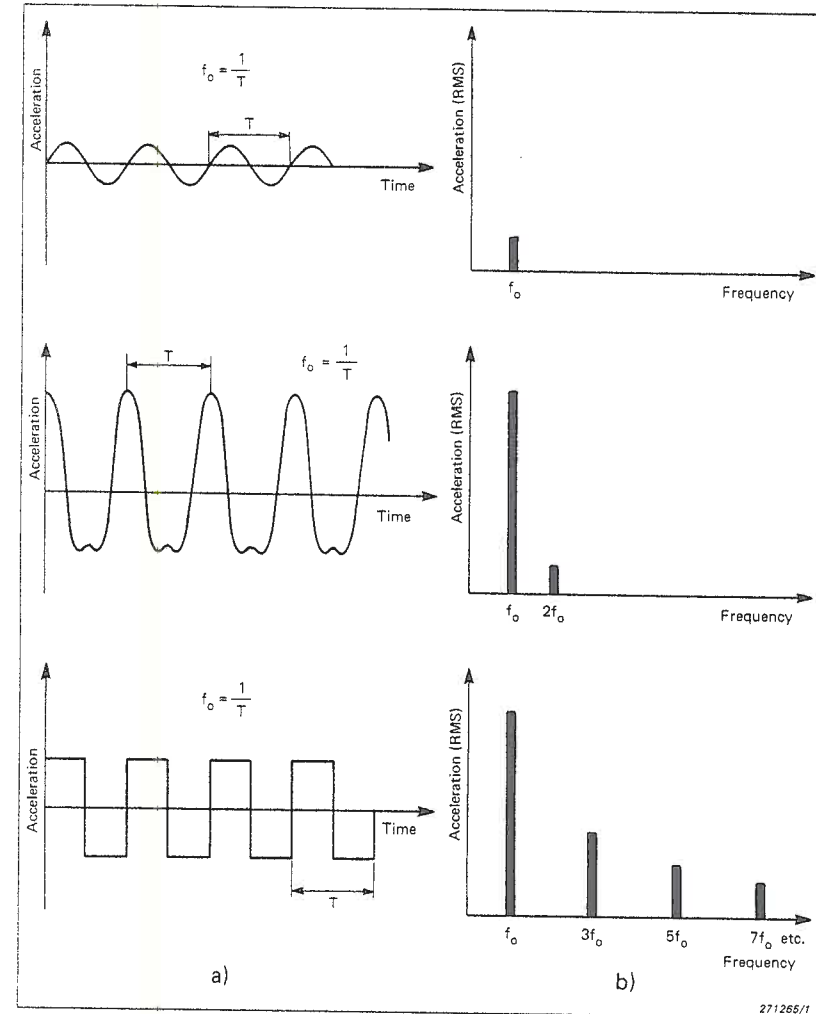 Acceleration
f₀ = 1/T
T
Time
Acceleration (RMS)
f₀
Frequency
Acceleration
T
f₀ = 1/T
Time
Acceleration (RMS)
f₀ 2f₀
Frequency
Acceleration
f₀ = 1/T
Time
T
Acceleration (RMS)
f₀ 3f₀ 5f₀ 7f₀ etc.
Frequency
a)
b)
271265/1